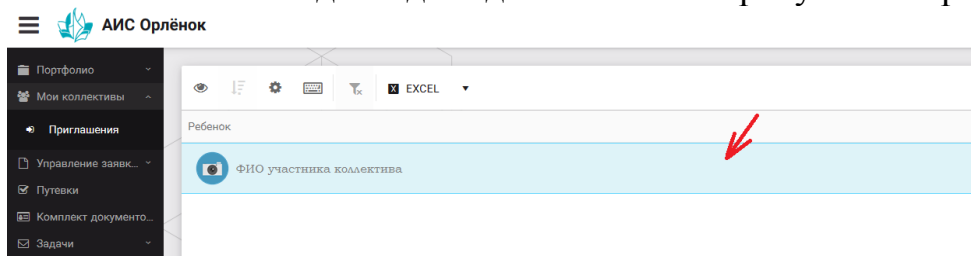 АИС Орлёнок
Портфолио
Мои коллективы
Приглашения
Управление заявк...
Путевки
Комплект документо...
Задачи
EXCEL
Ребенок
ФИО участника коллектива